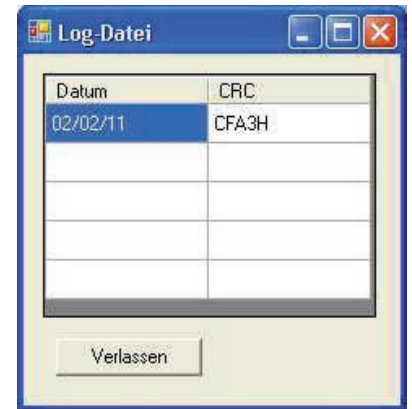 Log-Datei
Datum CRC
02/02/11 CFA3H
Verlassen